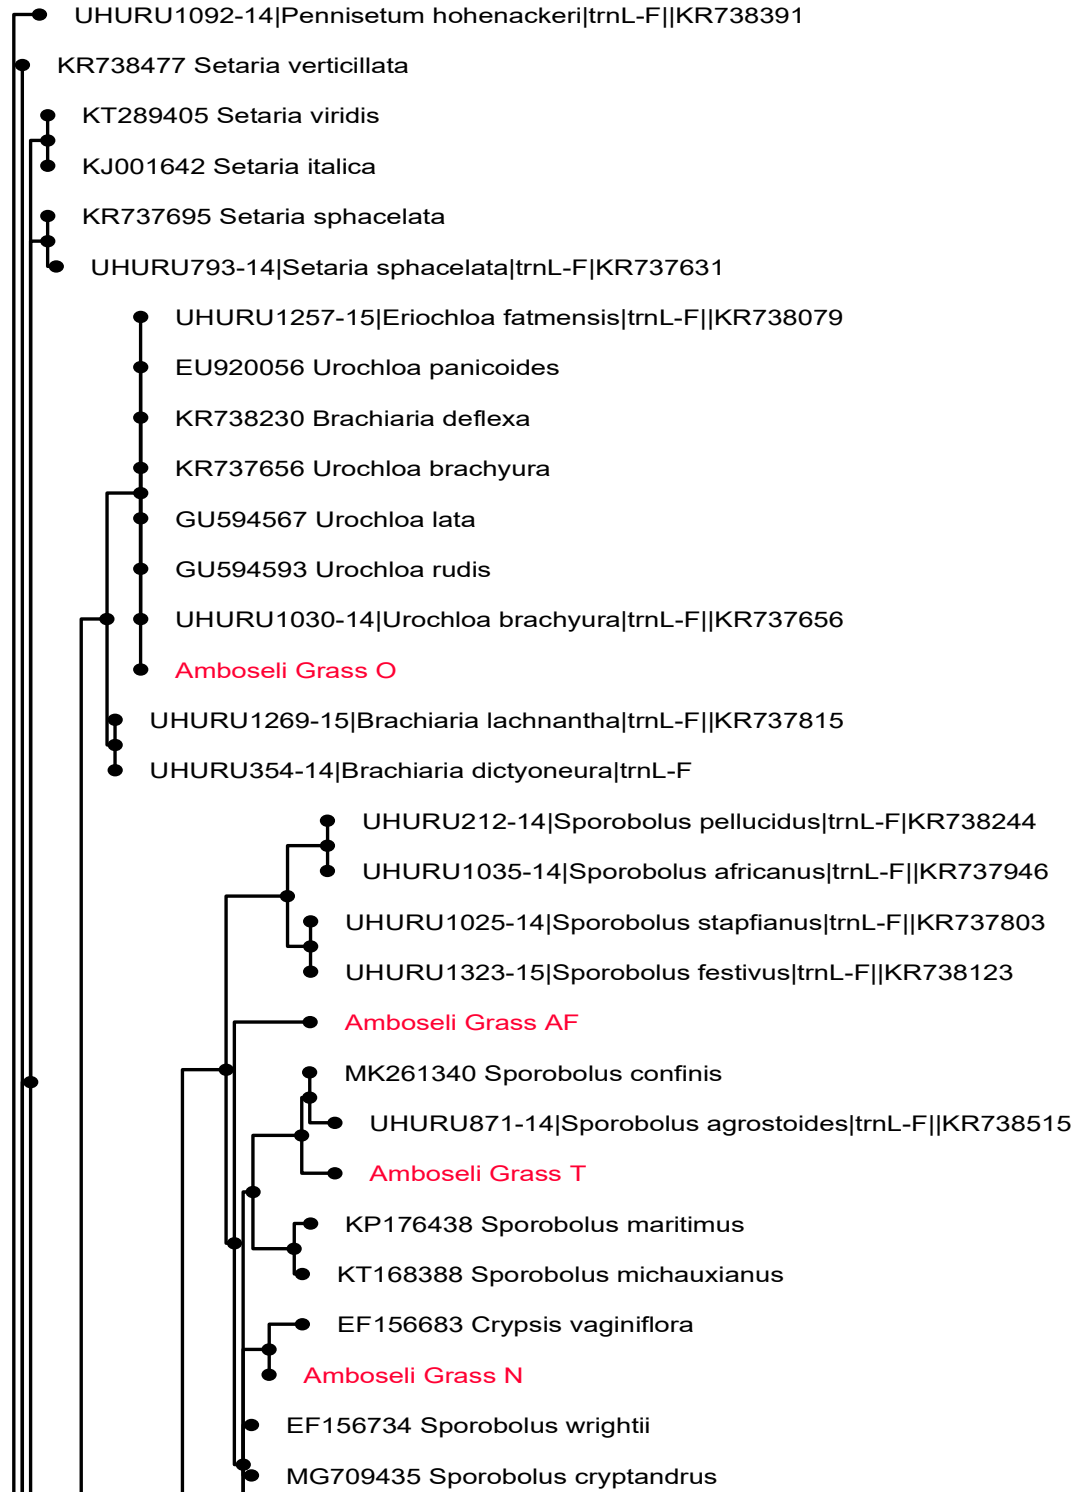 UHURU1092-14|Pennisetum hohenackeri|trnL-F||KR738391
KR738477 Setaria verticillata
KT289405 Setaria viridis
KJ001642 Setaria italica
KR737695 Setaria sphacelata
UHURU793-14|Setaria sphacelata|trnL-F|KR737631
UHURU1257-15|Eriochloa fatmensis|trnL-F||KR738079
EU920056 Urochloa panicoides
KR738230 Brachiaria deflexa
KR737656 Urochloa brachyura
GU594567 Urochloa lata
GU594593 Urochloa rudis
UHURU1030-14|Urochloa brachyura|trnL-F||KR737656
Amboseli Grass O
UHURU1269-15|Brachiaria lachnantha|trnL-F||KR737815
UHURU354-14|Brachiaria dictyoneura|trnL-F
UHURU212-14|Sporobolus pellucidus|trnL-F|KR738244
UHURU1035-14|Sporobolus africanus|trnL-F||KR737946
UHURU1025-14|Sporobolus stapfianus|trnL-F||KR737803
UHURU1323-15|Sporobolus festivus|trnL-F||KR738123
Amboseli Grass AF
MK261340 Sporobolus confinis
UHURU871-14|Sporobolus agrostoides|trnL-F||KR738515
Amboseli Grass T
KP176438 Sporobolus maritimus
KT168388 Sporobolus michauxianus
EF156683 Crypsis vaginiflora
Amboseli Grass N
EF156734 Sporobolus wrightii
MG709435 Sporobolus cryptandrus